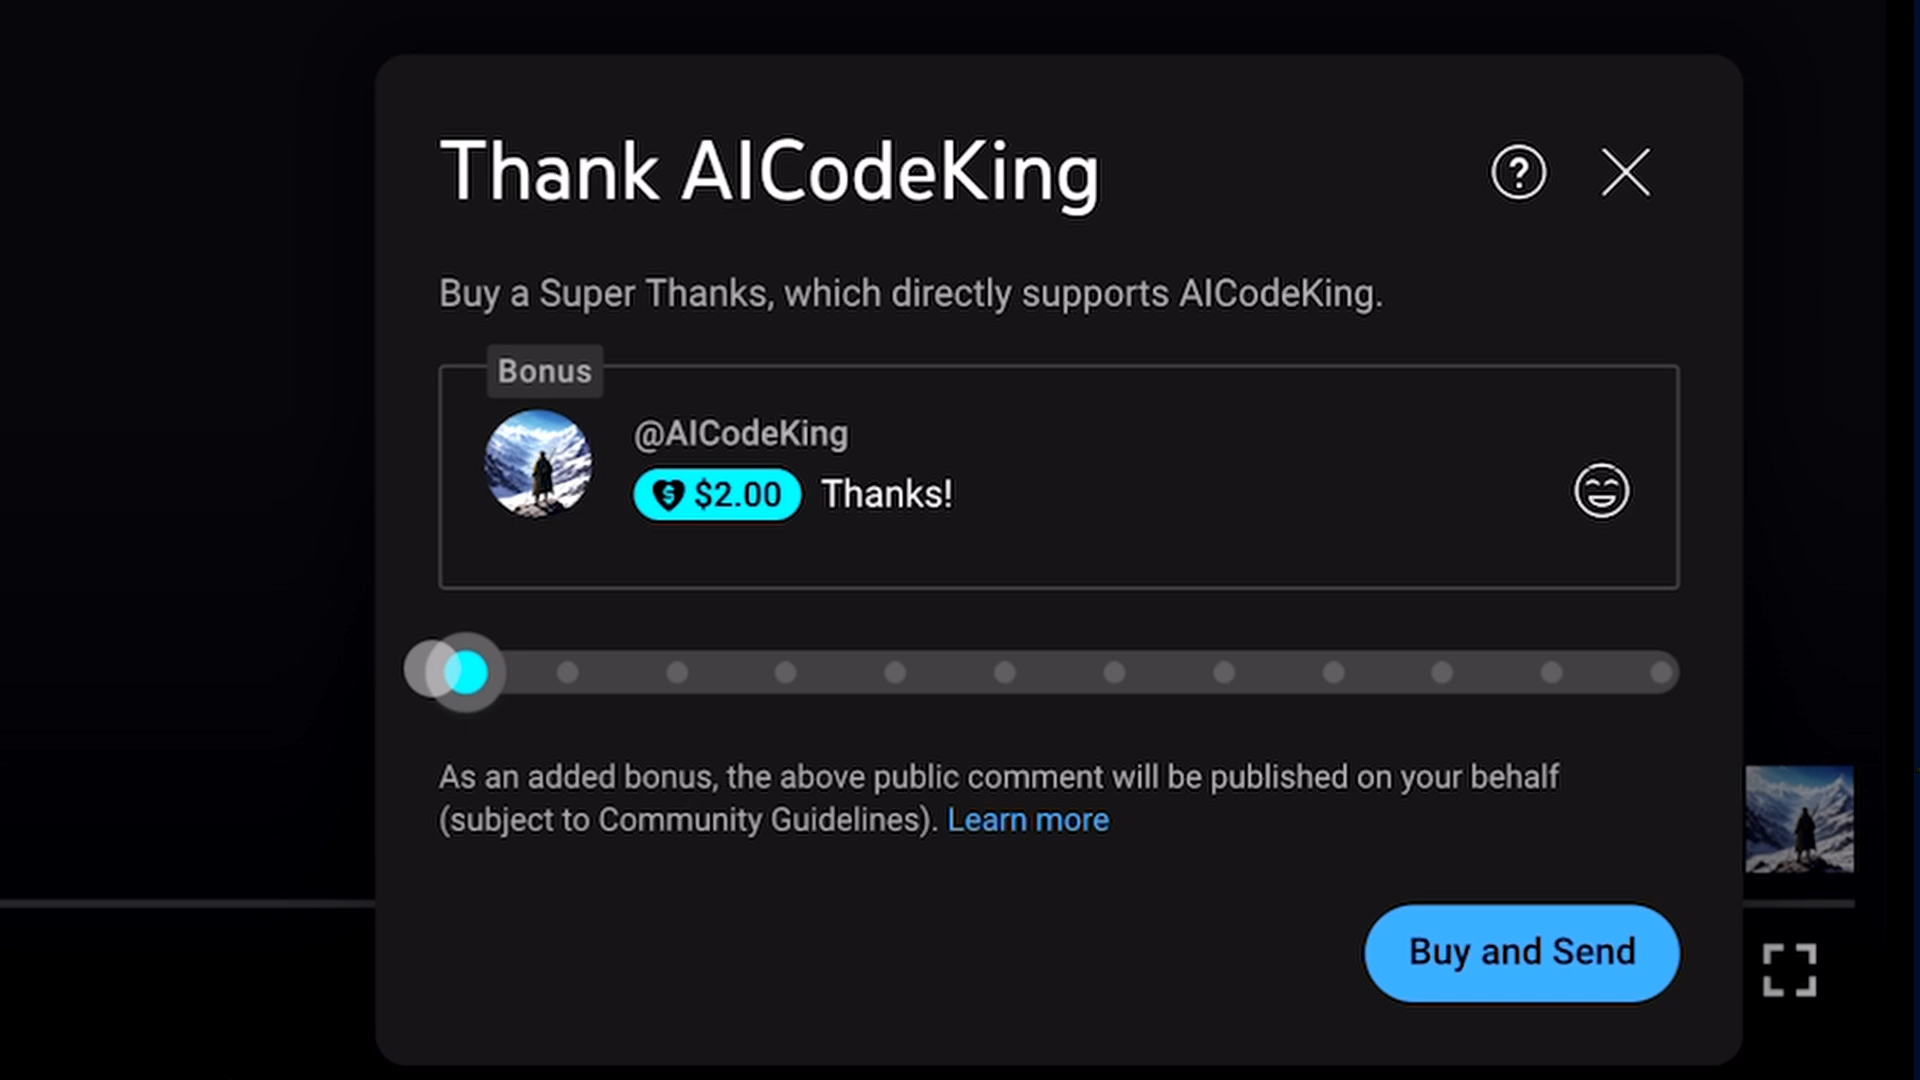 Thank AICodeKing
Buy a Super Thanks, which directly supports AICodeKing.
Bonus
@AICodeKing
$2.00 Thanks!
As an added bonus, the above public comment will be published on your behalf
(subject to Community Guidelines). Learn more
Buy and Send